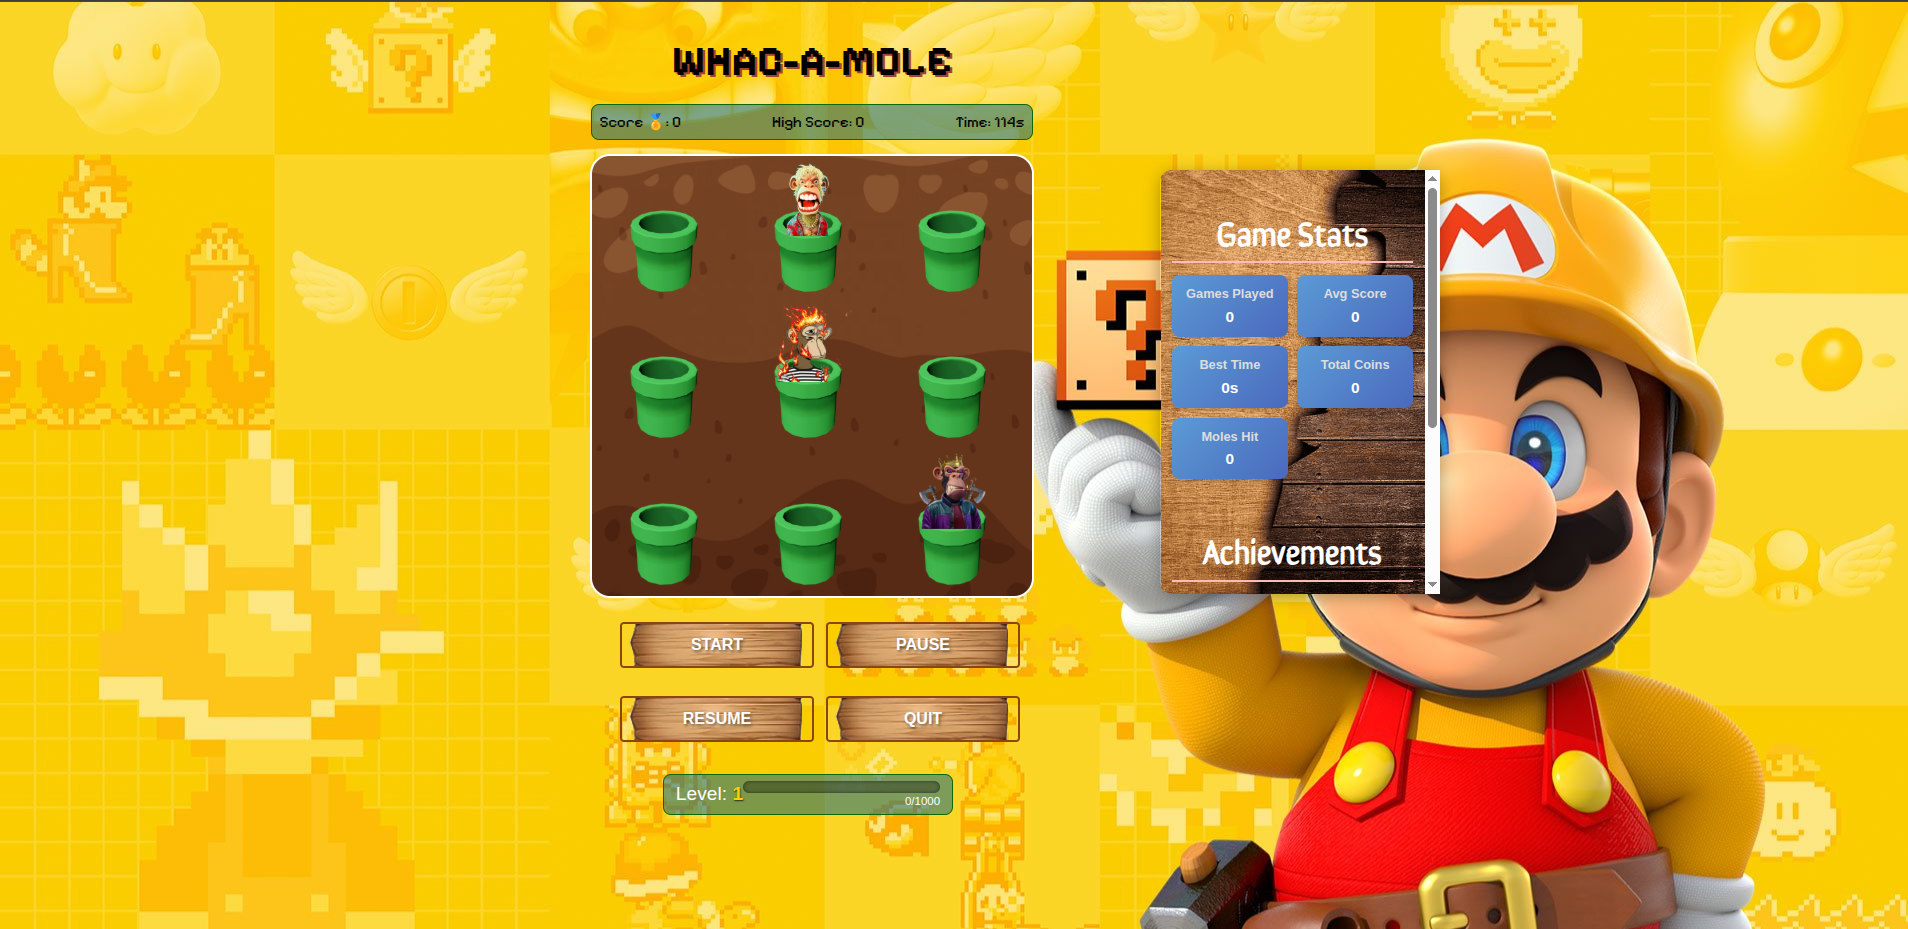 WHAC-A-MOLE
Score 🏅: 0 High Score: 0 Time: 114s
Game Stats
Games Played
0
Avg Score
0
Best Time
0s
Total Coins
0
Moles Hit
0
Achievements
START
PAUSE
RESUME
QUIT
Level: 1
0/1000
?
?
M